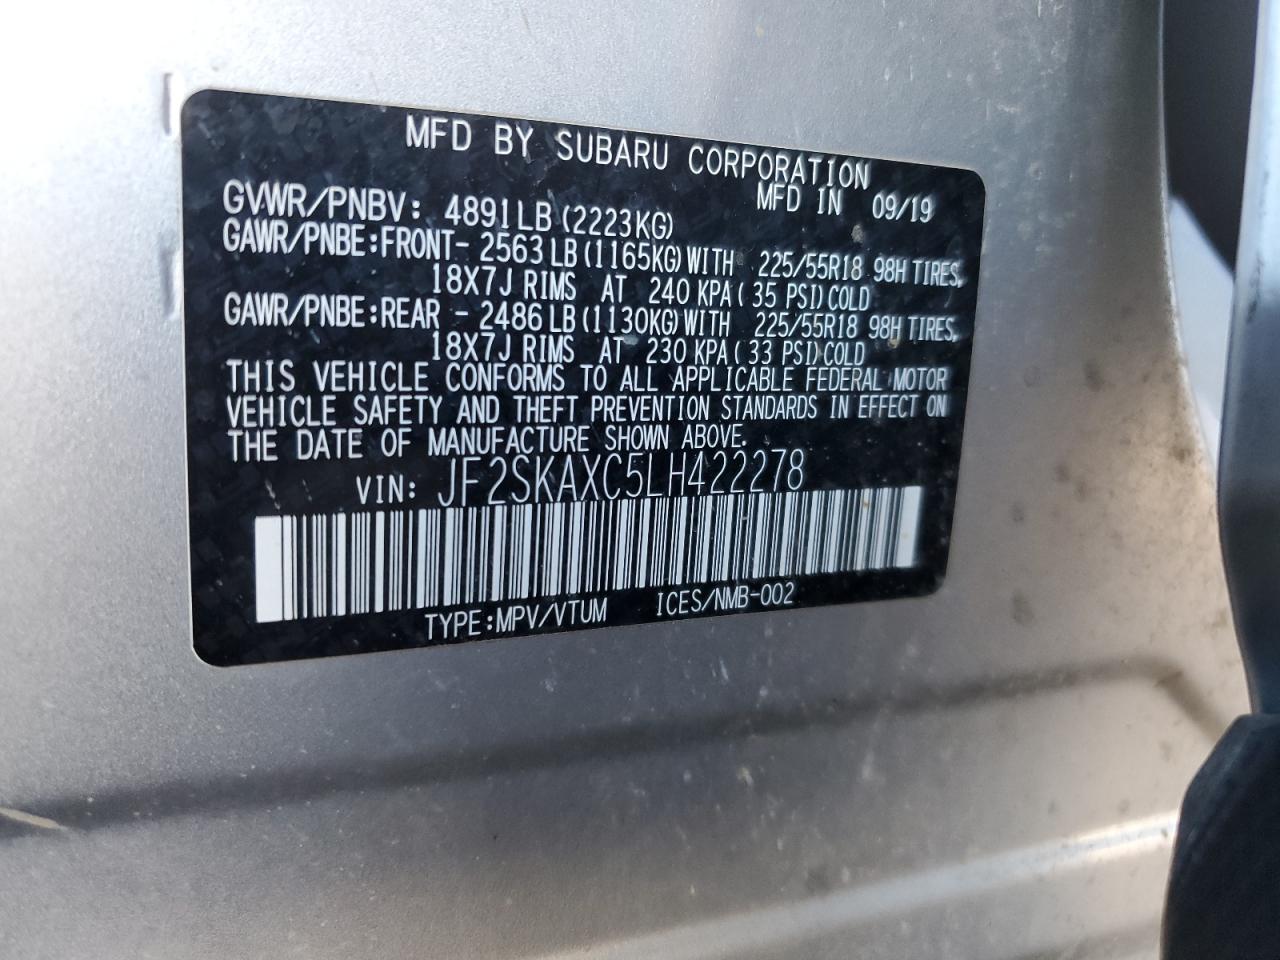 MFD BY SUBARU CORPORATION
MFD IN 09/19
GVWR/PNBV: 4891LB (2223KG)
GAWR/PNBE:FRONT- 2563LB (1165KG) WITH 225/55R18 98H TIRES,
18X7J RIMS AT 240 KPA( 35 PSI) COLD
GAWR/PNBE:REAR - 2486LB (1130KG) WITH 225/55R18 98H TIRES,
18X7J RIMS AT 230 KPA( 33 PSI) COLD
THIS VEHICLE CONFORMS TO ALL APPLICABLE FEDERAL MOTOR
VEHICLE SAFETY AND THEFT PREVENTION STANDARDS IN EFFECT ON
THE DATE OF MANUFACTURE SHOWN ABOVE.
VIN: JF2SKAXC5LH422278
TYPE:MPV/VTUM ICES/NMB-002